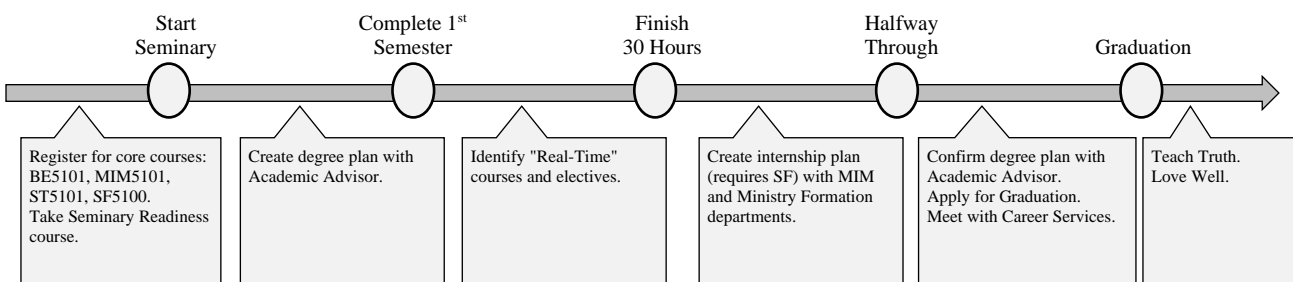 Start
Seminary
Complete 1st
Semester
Finish
30 Hours
Halfway
Through
Graduation
Register for core courses:
BE5101, MIM5101,
ST5101, SF5100.
Take Seminary Readiness
course.
Create degree plan with
Academic Advisor.
Identify "Real-Time"
courses and electives.
Create internship plan
(requires SF) with MIM
and Ministry Formation
departments.
Confirm degree plan with
Academic Advisor.
Apply for Graduation.
Meet with Career Services.
Teach Truth.
Love Well.